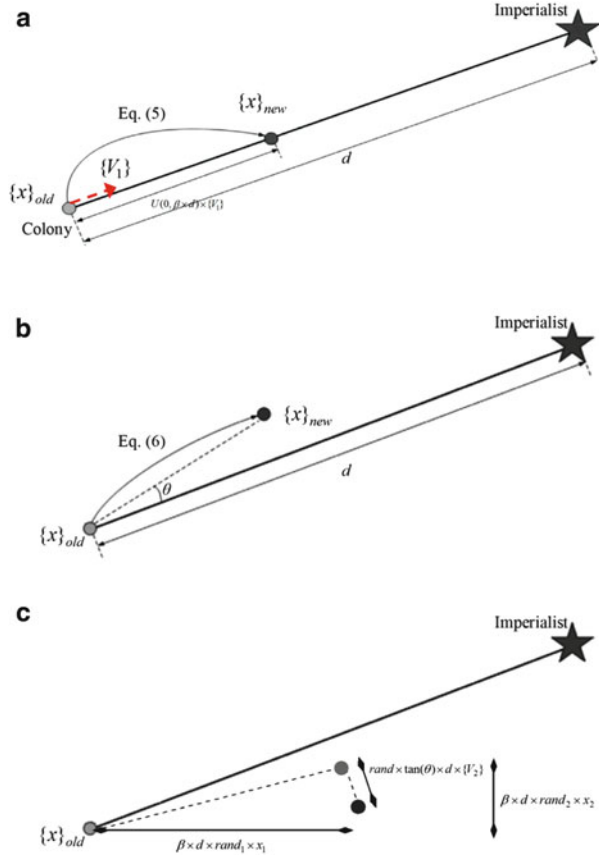 a
Imperialist
Eq. (5)
{x}new
{V₁}
d
{x}old
U(0, β × d) × {V₁}
Colony
b
Imperialist
{x}new
Eq. (6)
d
θ
{x}old
c
Imperialist
rand × tan(θ) × d × {V₂}
β × d × rand₂ × x₂
{x}old
β × d × rand₁ × x₁